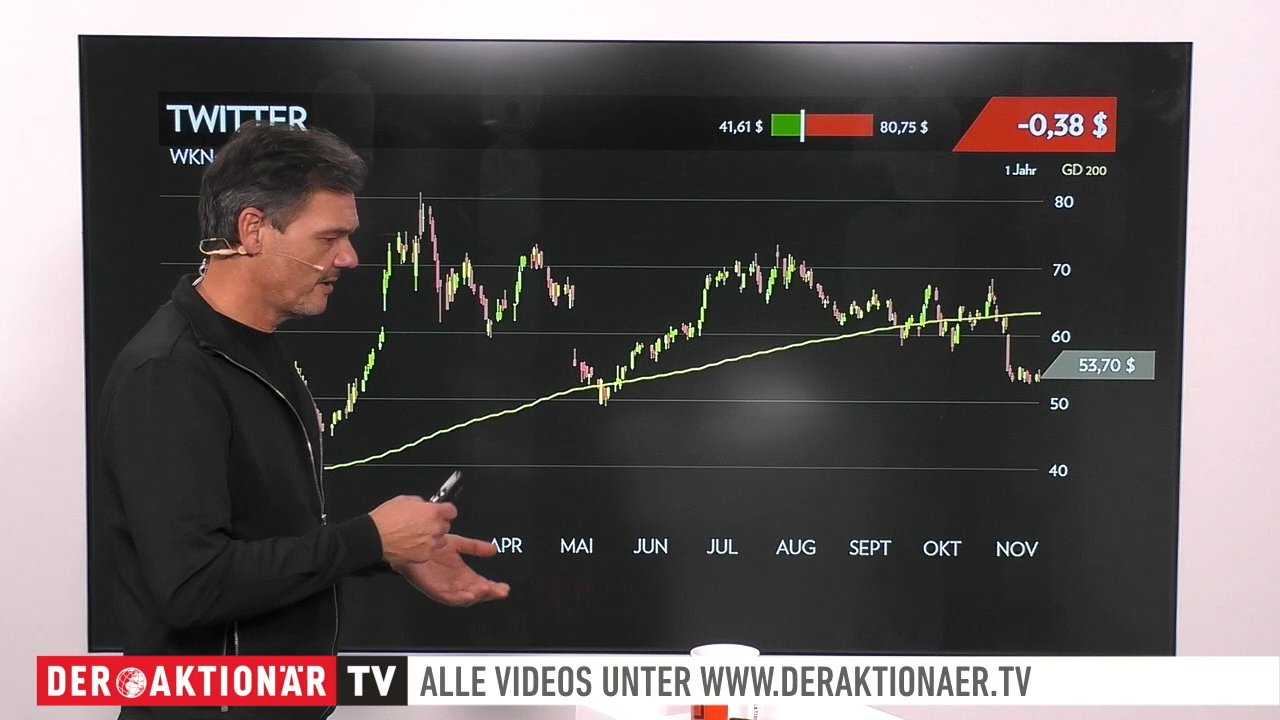 TWITTER
WKN
41,61 $ 80,75 $
-0,38 $
1 Jahr GD 200
80
70
60
53,70 $
50
40
APR MAI JUN JUL AUG SEPT OKT NOV
DER AKTIONÄR TV ALLE VIDEOS UNTER WWW.DERAKTIONAER.TV